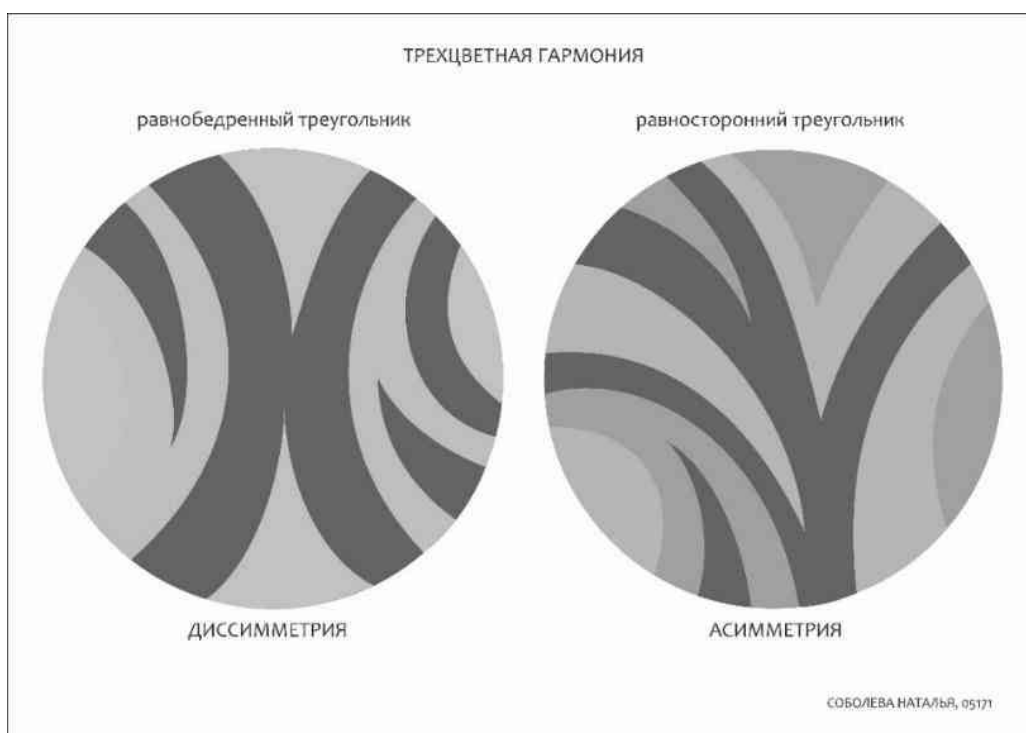 ТРЕХЦВЕТНАЯ ГАРМОНИЯ
равнобедренный треугольник
равносторонний треугольник
ДИССИММЕТРИЯ
АСИММЕТРИЯ
СОБОЛЕВА НАТАЛЬЯ, 05171